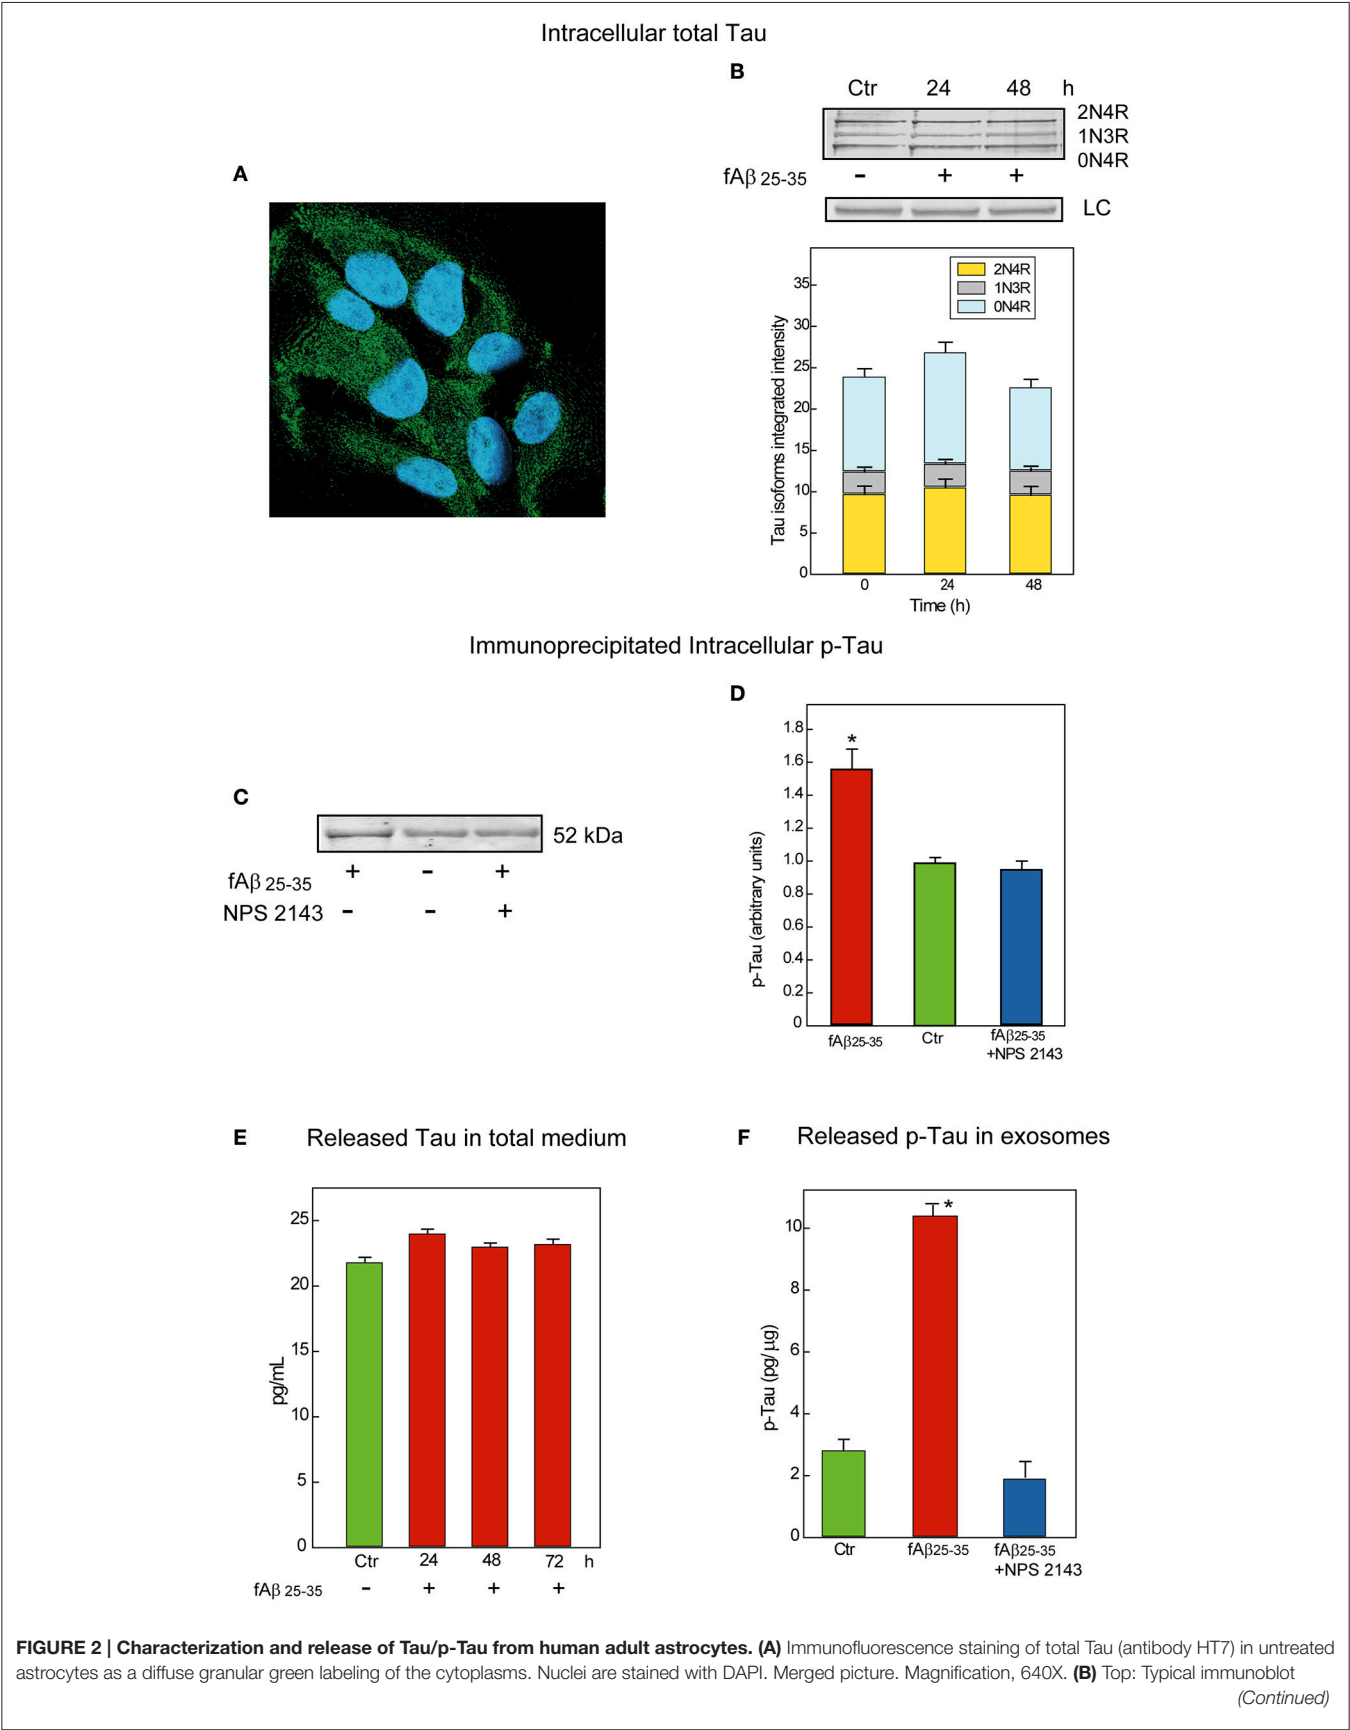 Intracellular total Tau
A
B
Ctr 24 48 h
2N4R
1N3R
0N4R
fAβ 25-35 - + +
LC
2N4R
1N3R
0N4R
Tau isoforms integrated intensity
35
30
25
20
15
10
5
0
0 24 48
Time (h)
Immunoprecipitated Intracellular p-Tau
C
52 kDa
fAβ 25-35 + - +
NPS 2143 - - +
D
*
p-Tau (arbitrary units)
1.8
1.6
1.4
1.2
1.0
0.8
0.6
0.4
0.2
0
fAβ25-35 Ctr fAβ25-35
+NPS 2143
E Released Tau in total medium
pg/mL
25
20
15
10
5
0
Ctr 24 48 72 h
fAβ 25-35 - + + +
F Released p-Tau in exosomes
*
p-Tau (pg/µg)
10
8
6
4
2
0
Ctr fAβ25-35 fAβ25-35
+NPS 2143
FIGURE 2 | Characterization and release of Tau/p-Tau from human adult astrocytes. (A) Immunofluorescence staining of total Tau (antibody HT7) in untreated
astrocytes as a diffuse granular green labeling of the cytoplasms. Nuclei are stained with DAPI. Merged picture. Magnification, 640X. (B) Top: Typical immunoblot
(Continued)